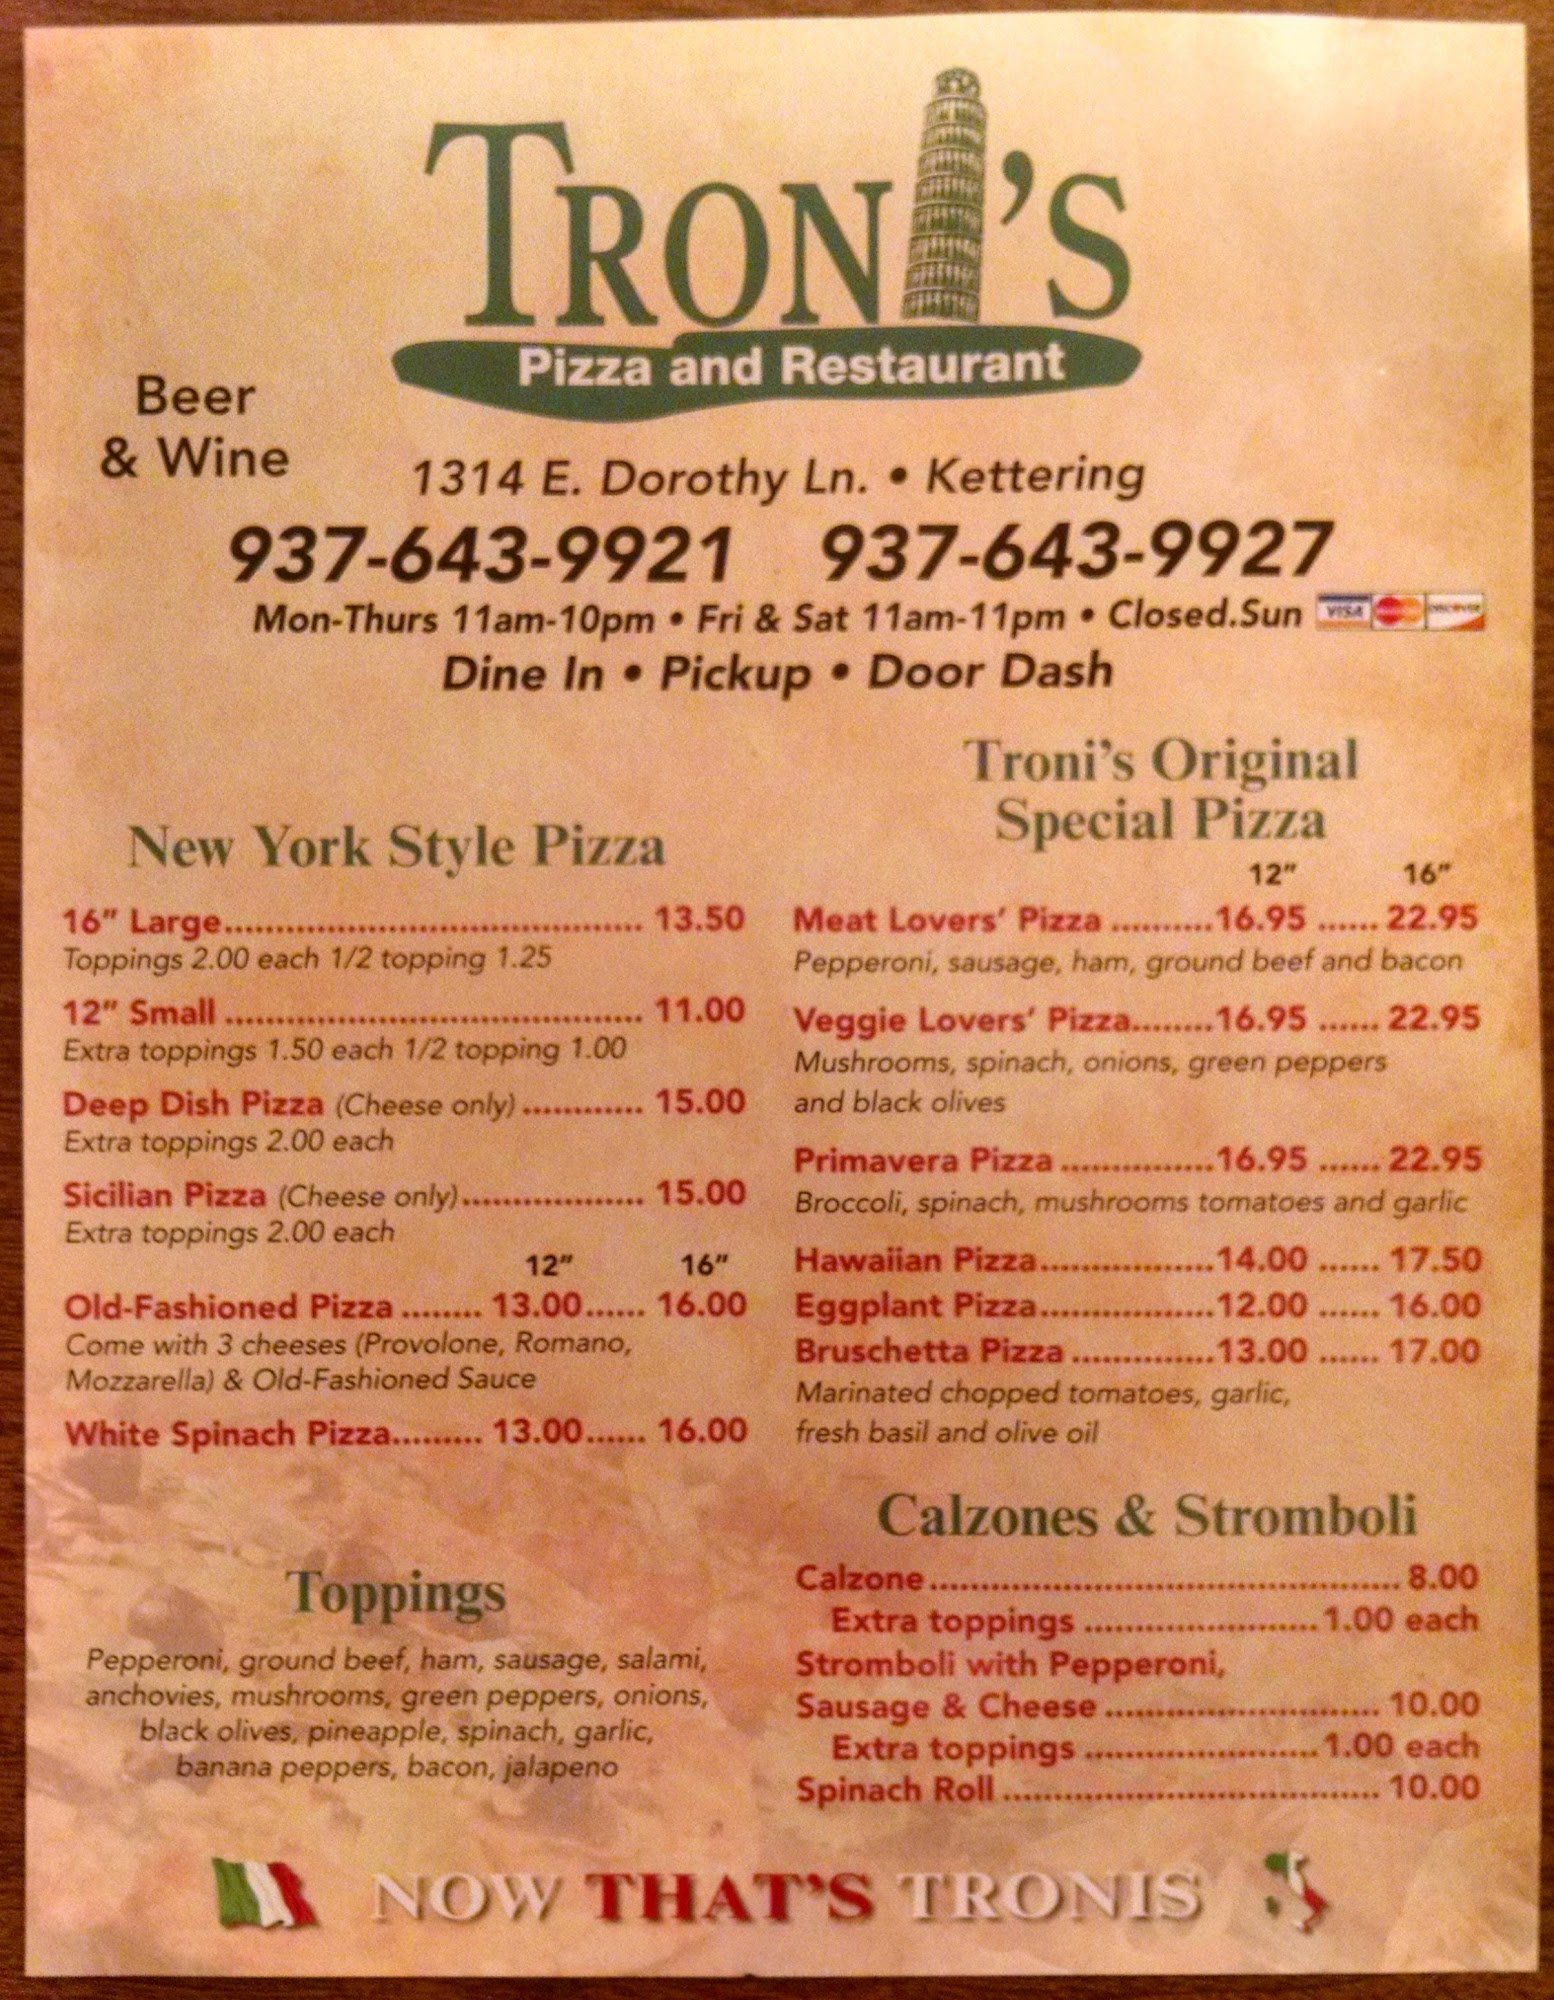 TRONI'S
Pizza and Restaurant
Beer
& Wine
1314 E. Dorothy Ln. • Kettering
937-643-9921 937-643-9927
Mon-Thurs 11am-10pm • Fri & Sat 11am-11pm • Closed.Sun VISA MasterCard DISCOVER
Dine In • Pickup • Door Dash
New York Style Pizza
16" Large.......................................... 13.50
Toppings 2.00 each 1/2 topping 1.25
12" Small .......................................... 11.00
Extra toppings 1.50 each 1/2 topping 1.00
Deep Dish Pizza (Cheese only) ............ 15.00
Extra toppings 2.00 each
Sicilian Pizza (Cheese only).................. 15.00
Extra toppings 2.00 each
12" 16"
Old-Fashioned Pizza ........ 13.00...... 16.00
Come with 3 cheeses (Provolone, Romano,
Mozzarella) & Old-Fashioned Sauce
White Spinach Pizza......... 13.00...... 16.00
Toppings
Pepperoni, ground beef, ham, sausage, salami,
anchovies, mushrooms, green peppers, onions,
black olives, pineapple, spinach, garlic,
banana peppers, bacon, jalapeno
Troni's Original
Special Pizza
12" 16"
Meat Lovers' Pizza ..........16.95 ...... 22.95
Pepperoni, sausage, ham, ground beef and bacon
Veggie Lovers' Pizza........16.95 ...... 22.95
Mushrooms, spinach, onions, green peppers
and black olives
Primavera Pizza ...............16.95 ...... 22.95
Broccoli, spinach, mushrooms tomatoes and garlic
Hawaiian Pizza.................14.00 ...... 17.50
Eggplant Pizza.................12.00 ...... 16.00
Bruschetta Pizza ..............13.00 ...... 17.00
Marinated chopped tomatoes, garlic,
fresh basil and olive oil
Calzones & Stromboli
Calzone............................................... 8.00
Extra toppings .......................1.00 each
Stromboli with Pepperoni,
Sausage & Cheese ........................... 10.00
Extra toppings .......................1.00 each
Spinach Roll ..................................... 10.00
NOW THAT'S TRONIS